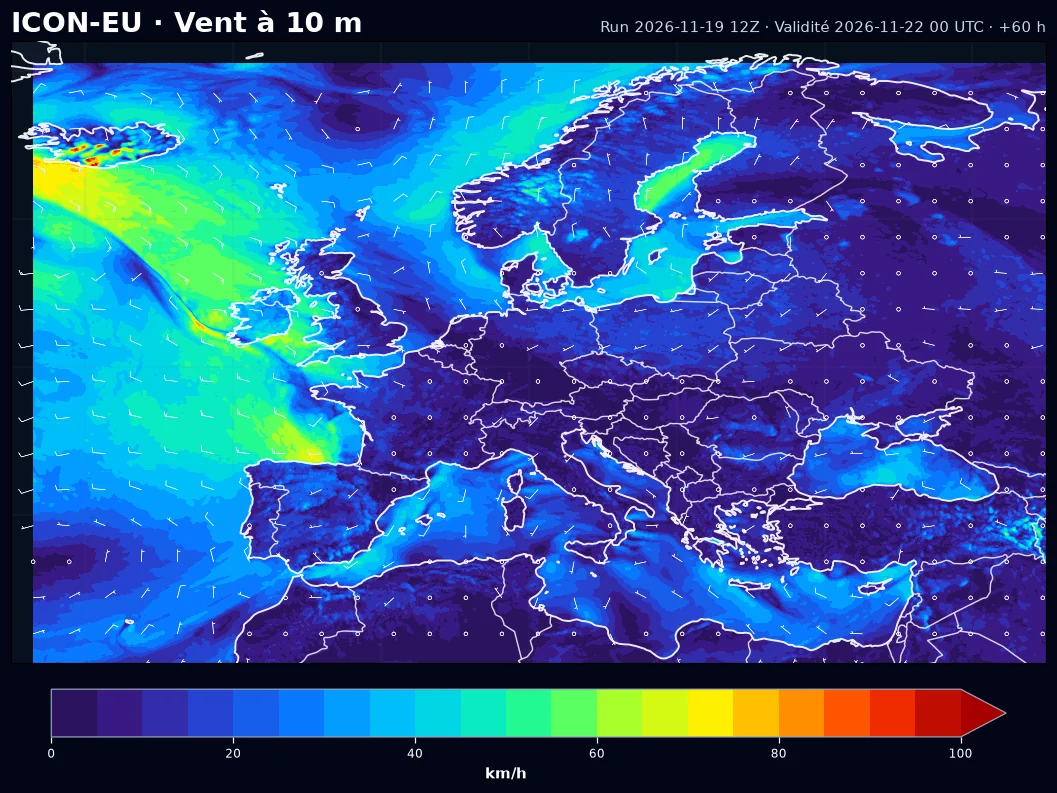 ICON-EU · Vent à 10 m
Run 2026-11-19 12Z · Validité 2026-11-22 00 UTC · +60 h
0 20 40 60 80 100
km/h